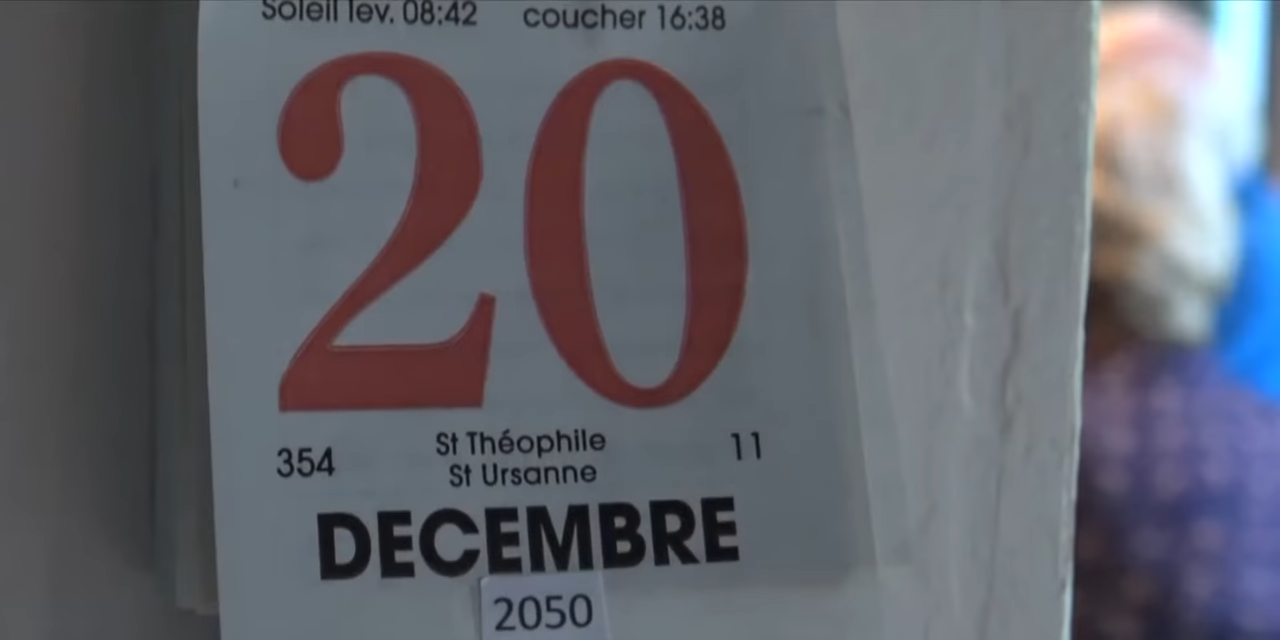 Soleil lev. 08:42 coucher 16:38
20
354 St Théophile 11
St Ursanne
DECEMBRE
2050